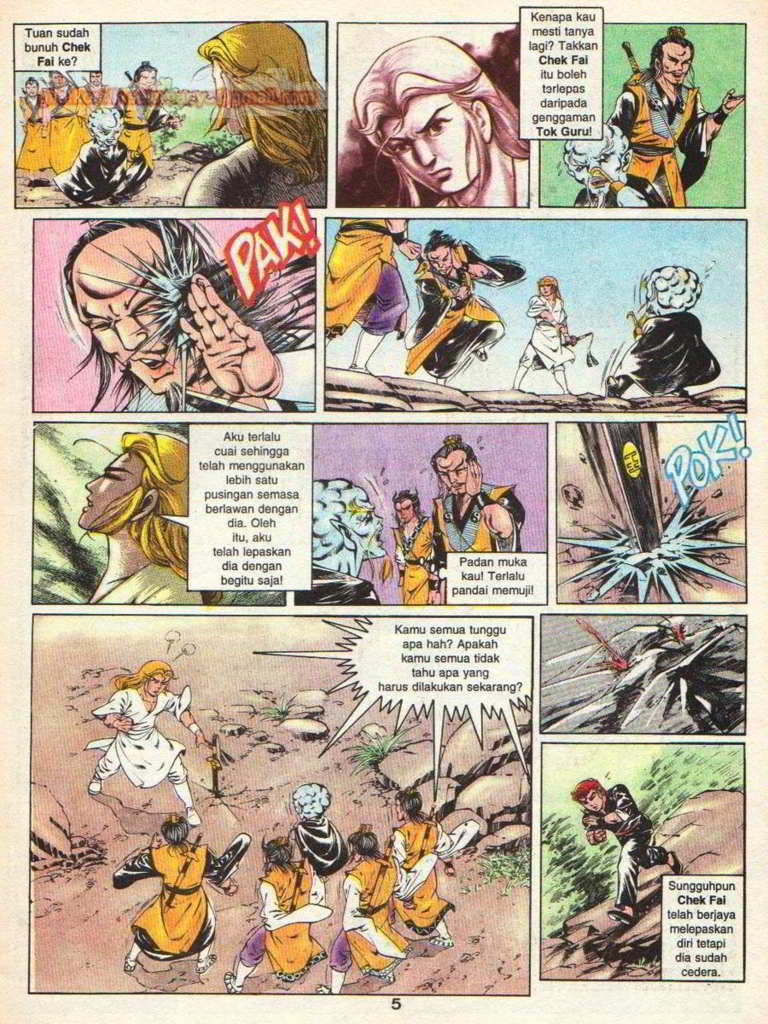 Tuan sudah
bunuh Chek
Fai ke?
Kenapa kau
mesti tanya
lagi? Takkan
Chek Fai
itu boleh
terlepas
daripada
genggaman
Tok Guru!
PAK!
Aku terlalu
cuai sehingga
telah menggunakan
lebih satu
pusingan semasa
berlawan dengan
dia. Oleh
itu, aku
telah lepaskan
dia dengan
begitu saja!
Padan muka
kau! Terlalu
pandai memuji!
POK!
Kamu semua tunggu
apa hah? Apakah
kamu semua tidak
tahu apa yang
harus dilakukan sekarang?
Sungguhpun
Chek Fai
telah berjaya
melepaskan
diri tetapi
dia sudah
cedera.
5